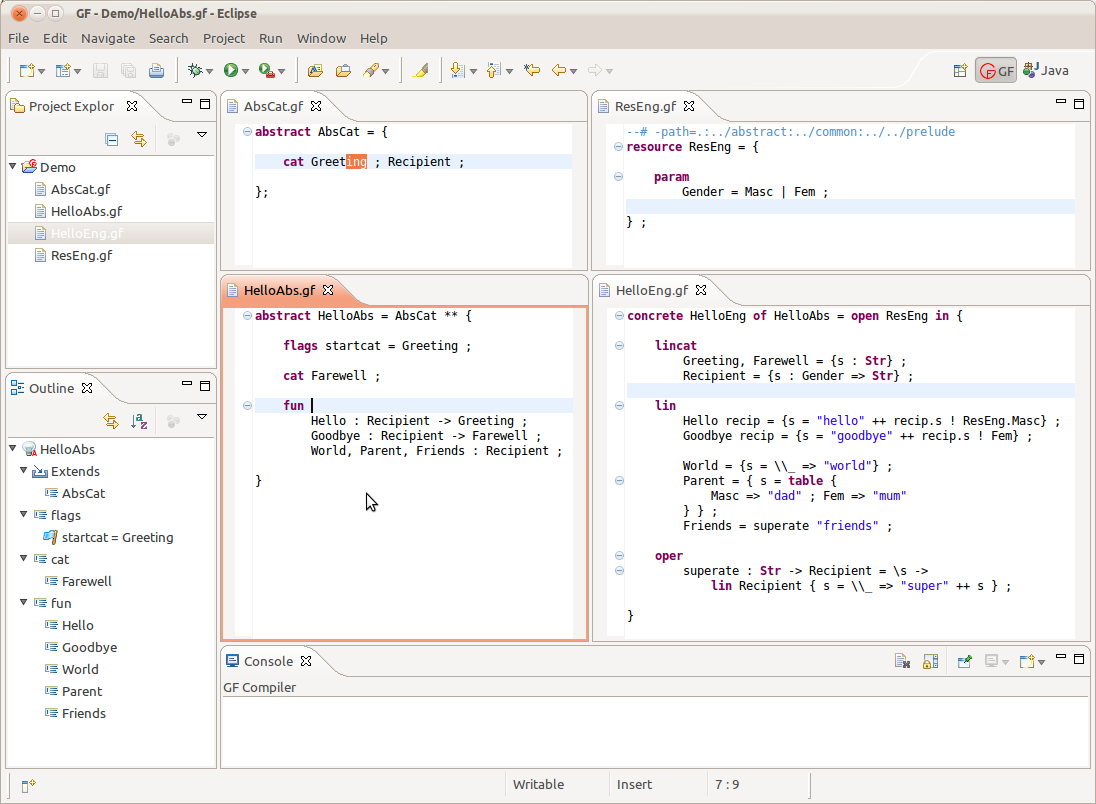 GF - Demo/HelloAbs.gf - Eclipse
File Edit Navigate Search Project Run Window Help
GF Java
Project Explor
Demo
AbsCat.gf
HelloAbs.gf
HelloEng.gf
ResEng.gf
Outline
HelloAbs
Extends
AbsCat
flags
startcat = Greeting
cat
Farewell
fun
Hello
Goodbye
World
Parent
Friends
AbsCat.gf
abstract AbsCat = {
cat Greeting ; Recipient ;
};
ResEng.gf
--# -path=.:../abstract:../common:../../prelude
resource ResEng = {
param
Gender = Masc | Fem ;
} ;
HelloAbs.gf
abstract HelloAbs = AbsCat ** {
flags startcat = Greeting ;
cat Farewell ;
fun
Hello : Recipient -> Greeting ;
Goodbye : Recipient -> Farewell ;
World, Parent, Friends : Recipient ;
}
HelloEng.gf
concrete HelloEng of HelloAbs = open ResEng in {
lincat
Greeting, Farewell = {s : Str} ;
Recipient = {s : Gender => Str} ;
lin
Hello recip = {s = "hello" ++ recip.s ! ResEng.Masc} ;
Goodbye recip = {s = "goodbye" ++ recip.s ! Fem} ;
World = {s = \\_ => "world"} ;
Parent = { s = table {
Masc => "dad" ; Fem => "mum"
} } ;
Friends = superate "friends" ;
oper
superate : Str -> Recipient = \s ->
lin Recipient { s = \\_ => "super" ++ s } ;
}
Console
GF Compiler
Writable Insert 7 : 9